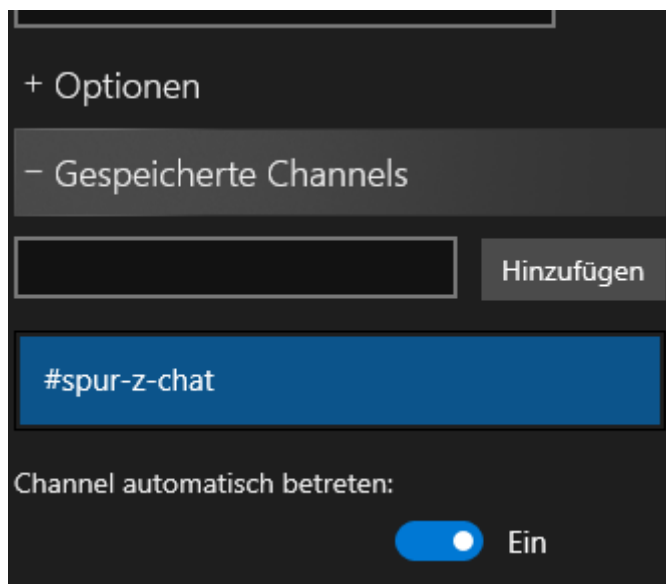 + Optionen
− Gespeicherte Channels
Hinzufügen
#spur-z-chat
Channel automatisch betreten:
Ein